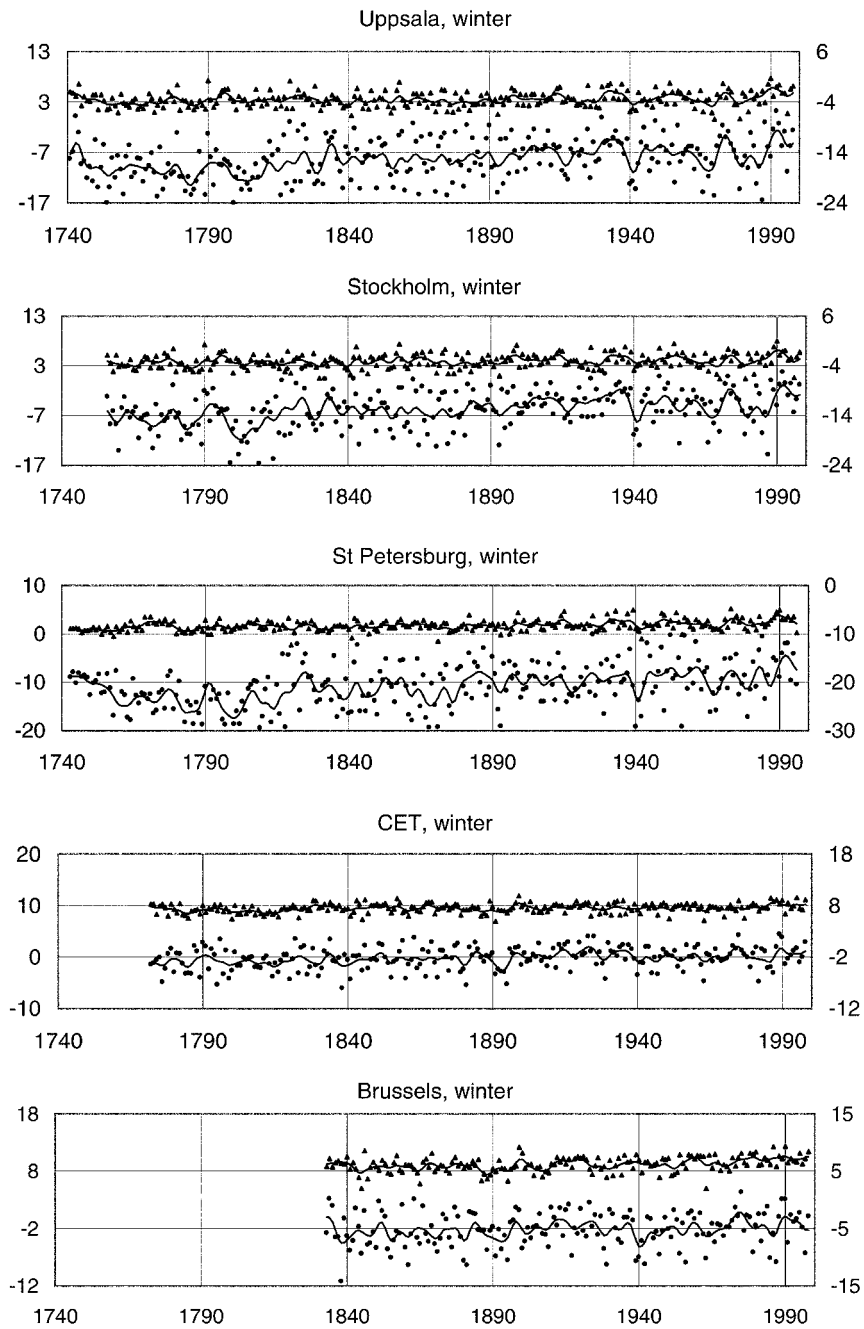 Uppsala, winter
13 6
3 -4
-7 -14
-17 -24
1740 1790 1840 1890 1940 1990
Stockholm, winter
13 6
3 -4
-7 -14
-17 -24
1740 1790 1840 1890 1940 1990
St Petersburg, winter
10 0
0 -10
-10 -20
-20 -30
1740 1790 1840 1890 1940 1990
CET, winter
20 18
10 8
0 -2
-10 -12
1740 1790 1840 1890 1940 1990
Brussels, winter
18 15
8 5
-2 -5
-12 -15
1740 1790 1840 1890 1940 1990